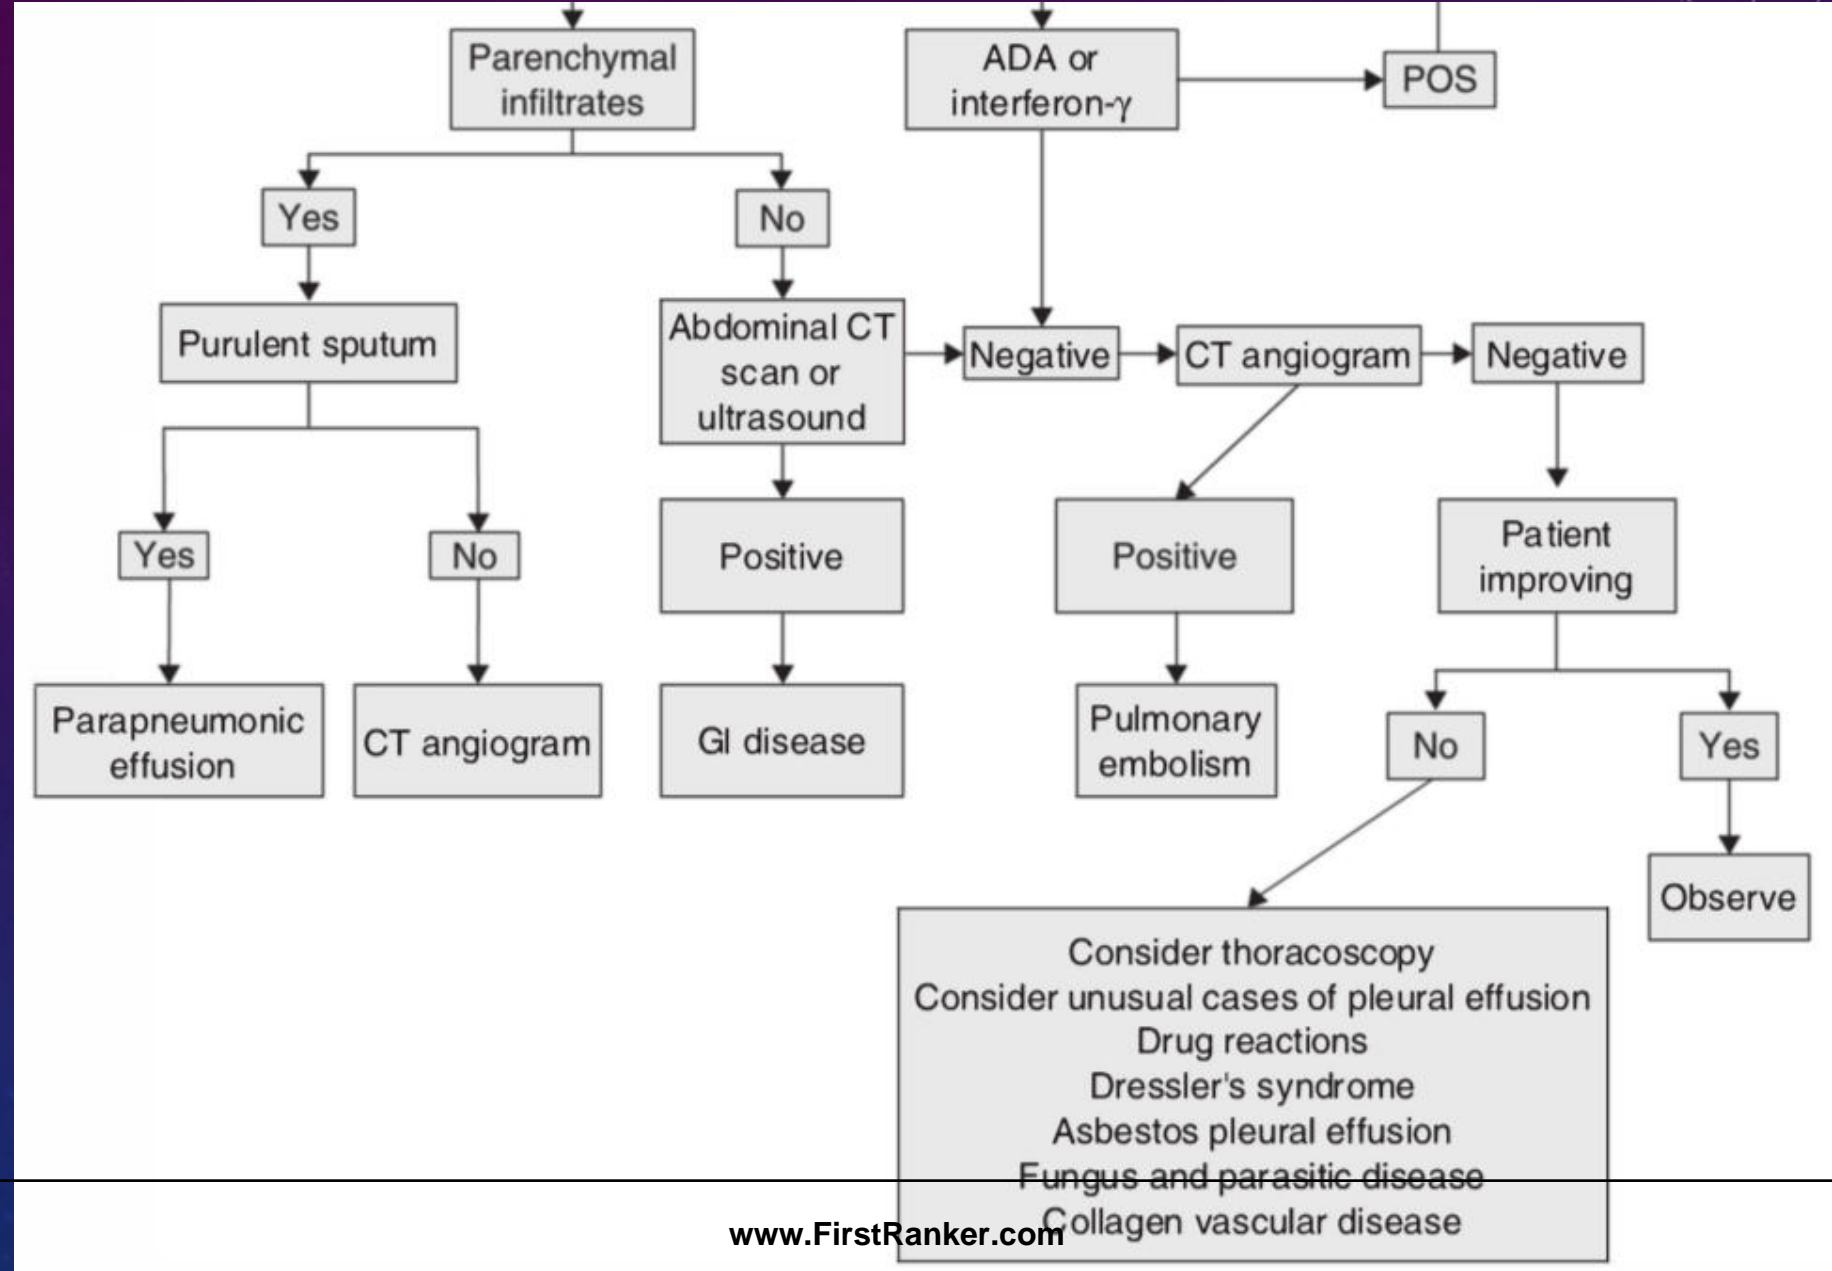 Parenchymal
infiltrates
ADA or
interferon-γ
POS
Yes
No
Purulent sputum
Abdominal CT
scan or
ultrasound
Negative
CT angiogram
Negative
Yes
No
Positive
Positive
Patient
improving
Parapneumonic
effusion
CT angiogram
GI disease
Pulmonary
embolism
No
Yes
Observe
Consider thoracoscopy
Consider unusual cases of pleural effusion
Drug reactions
Dressler's syndrome
Asbestos pleural effusion
Fungus and parasitic disease
Collagen vascular disease
www.FirstRanker.com